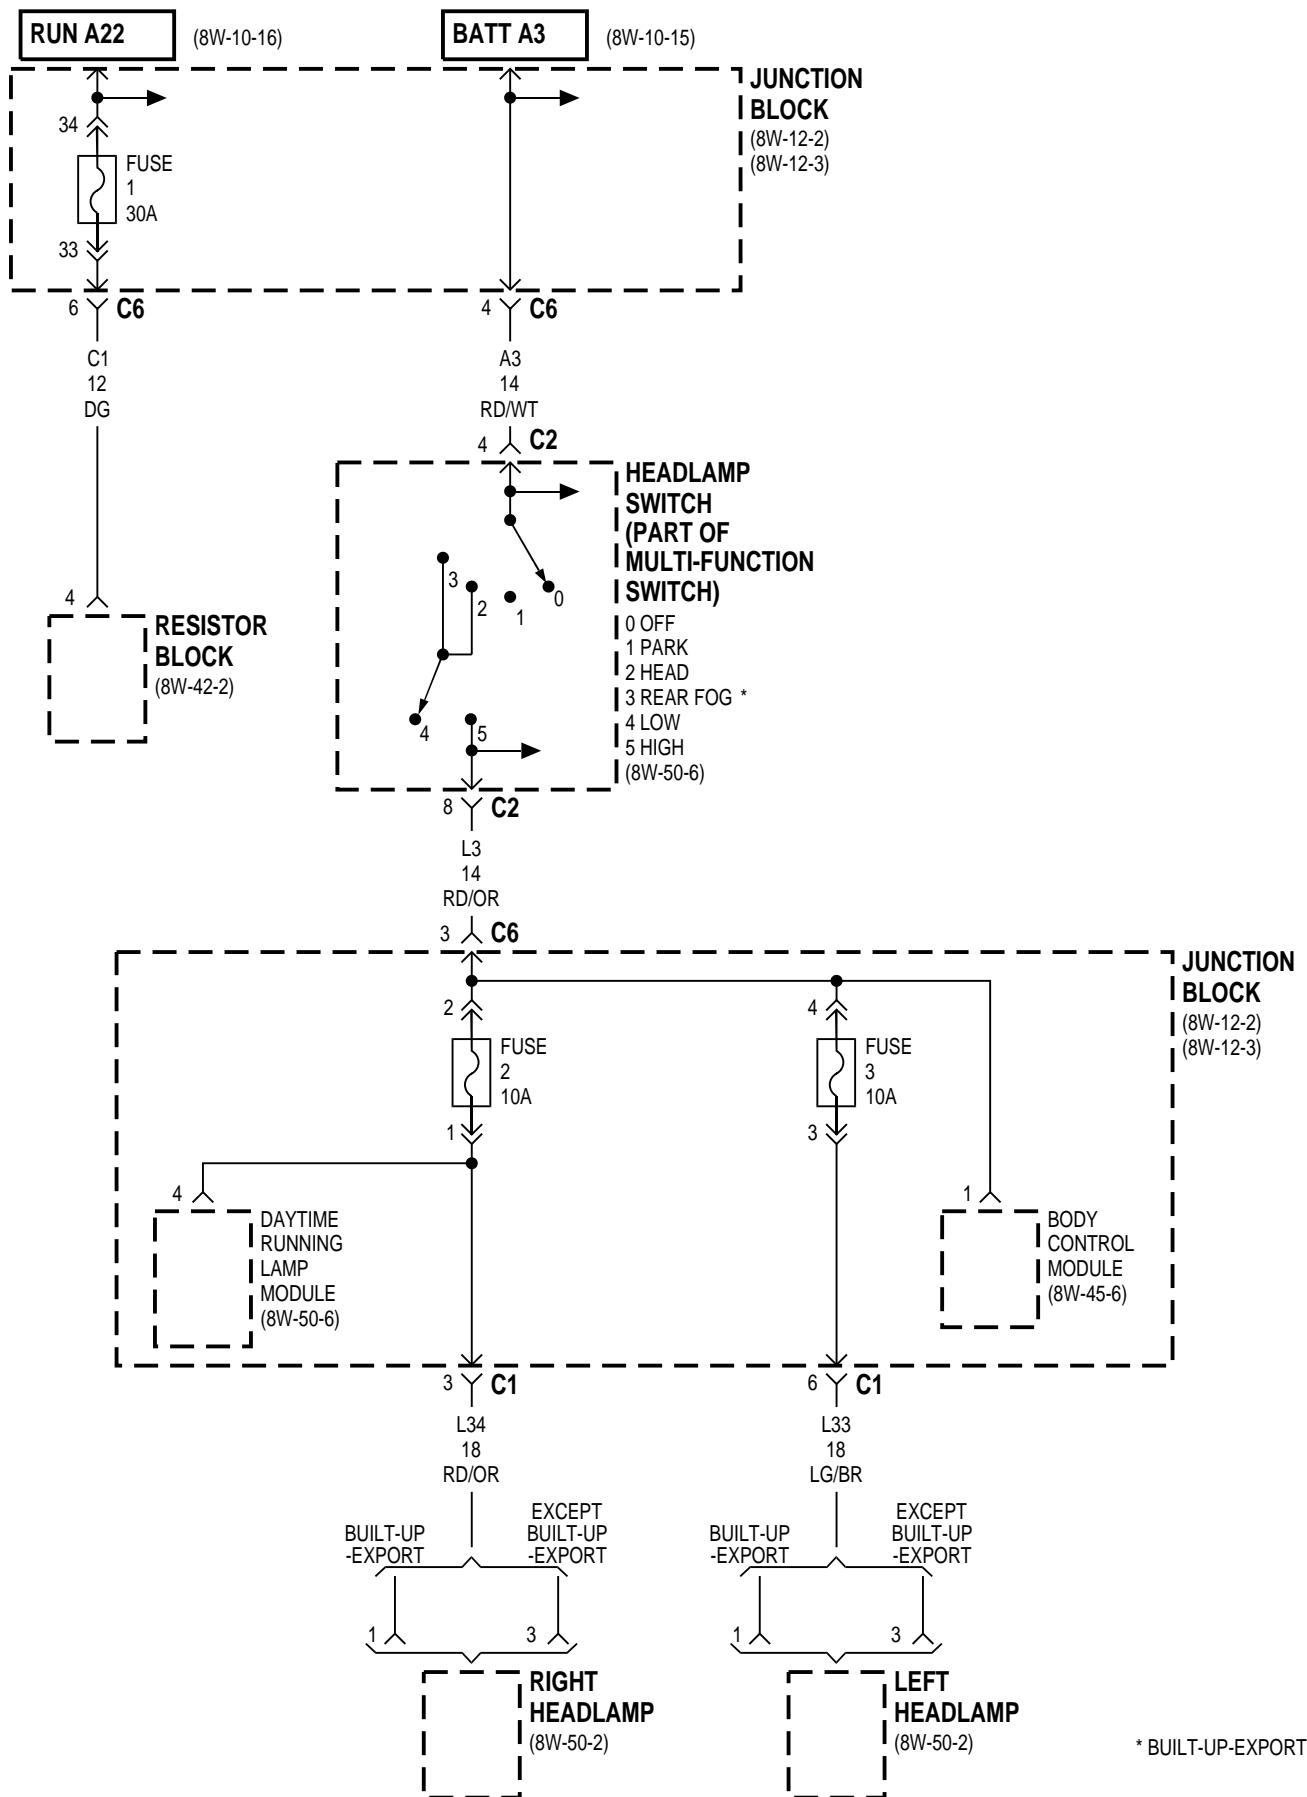 RUN A22
(8W-10-16)
BATT A3
(8W-10-15)
JUNCTION
BLOCK
(8W-12-2)
(8W-12-3)
34
FUSE
1
30A
33
6
C6
4
C6
C1
12
DG
A3
14
RD/WT
4
C2
HEADLAMP
SWITCH
(PART OF
MULTI-FUNCTION
SWITCH)
0 OFF
1 PARK
2 HEAD
3 REAR FOG *
4 LOW
5 HIGH
(8W-50-6)
3
2
1
0
4
5
4
RESISTOR
BLOCK
(8W-42-2)
8
C2
L3
14
RD/OR
3
C6
JUNCTION
BLOCK
(8W-12-2)
(8W-12-3)
2
FUSE
2
10A
1
4
FUSE
3
10A
3
4
DAYTIME
RUNNING
LAMP
MODULE
(8W-50-6)
1
BODY
CONTROL
MODULE
(8W-45-6)
3
C1
6
C1
L34
18
RD/OR
L33
18
LG/BR
BUILT-UP
-EXPORT
EXCEPT
BUILT-UP
-EXPORT
BUILT-UP
-EXPORT
EXCEPT
BUILT-UP
-EXPORT
1
3
1
3
RIGHT
HEADLAMP
(8W-50-2)
LEFT
HEADLAMP
(8W-50-2)
* BUILT-UP-EXPORT